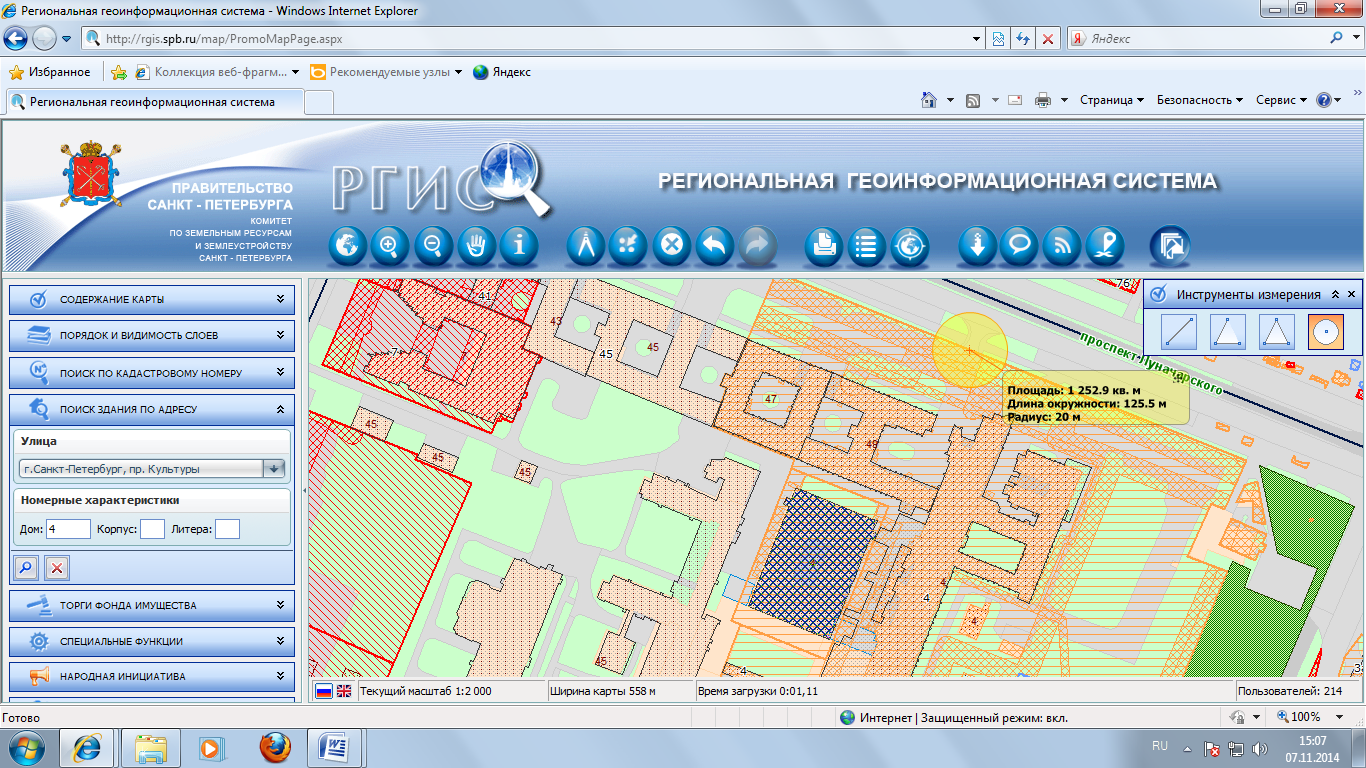 Региональная геоинформационная система - Windows Internet Explorer
http://rgis.spb.ru/map/PromoMapPage.aspx
Яндекс
Избранное
Коллекция веб-фрагм...
Рекомендуемые узлы
Яндекс
Региональная геоинформационная система
Страница
Безопасность
Сервис
ПРАВИТЕЛЬСТВО
САНКТ - ПЕТЕРБУРГА
КОМИТЕТ
ПО ЗЕМЕЛЬНЫМ РЕСУРСАМ
И ЗЕМЛЕУСТРОЙСТВУ
САНКТ - ПЕТЕРБУРГА
РГИС
РЕГИОНАЛЬНАЯ ГЕОИНФОРМАЦИОННАЯ СИСТЕМА
СОДЕРЖАНИЕ КАРТЫ
ПОРЯДОК И ВИДИМОСТЬ СЛОЕВ
ПОИСК ПО КАДАСТРОВОМУ НОМЕРУ
ПОИСК ЗДАНИЯ ПО АДРЕСУ
Улица
г.Санкт-Петербург, пр. Культуры
Номерные характеристики
Дом: 4 Корпус: Литера:
ТОРГИ ФОНДА ИМУЩЕСТВА
СПЕЦИАЛЬНЫЕ ФУНКЦИИ
НАРОДНАЯ ИНИЦИАТИВА
Инструменты измерения
41
76
43
45
45
7
7
47
45
48
45
45
4
4
4
4
45
проспект Луначарского
Площадь: 1 252.9 кв. м
Длина окружности: 125.5 м
Радиус: 20 м
Текущий масштаб 1:2 000
Ширина карты 558 м
Время загрузки 0:01,11
Пользователей: 214
Готово
Интернет | Защищенный режим: вкл.
100%
RU
15:07
07.11.2014